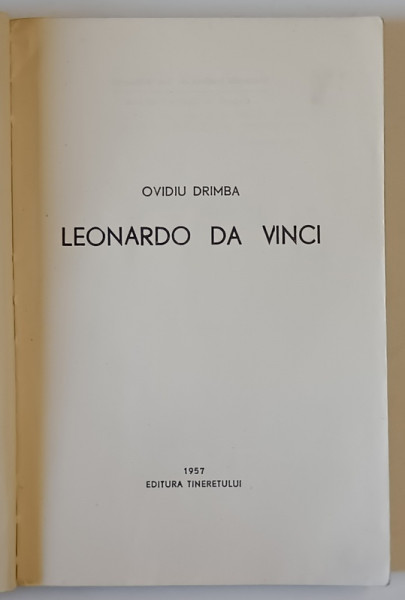 OVIDIU DRIMBA
LEONARDO DA VINCI
1957
EDITURA TINERETULUI